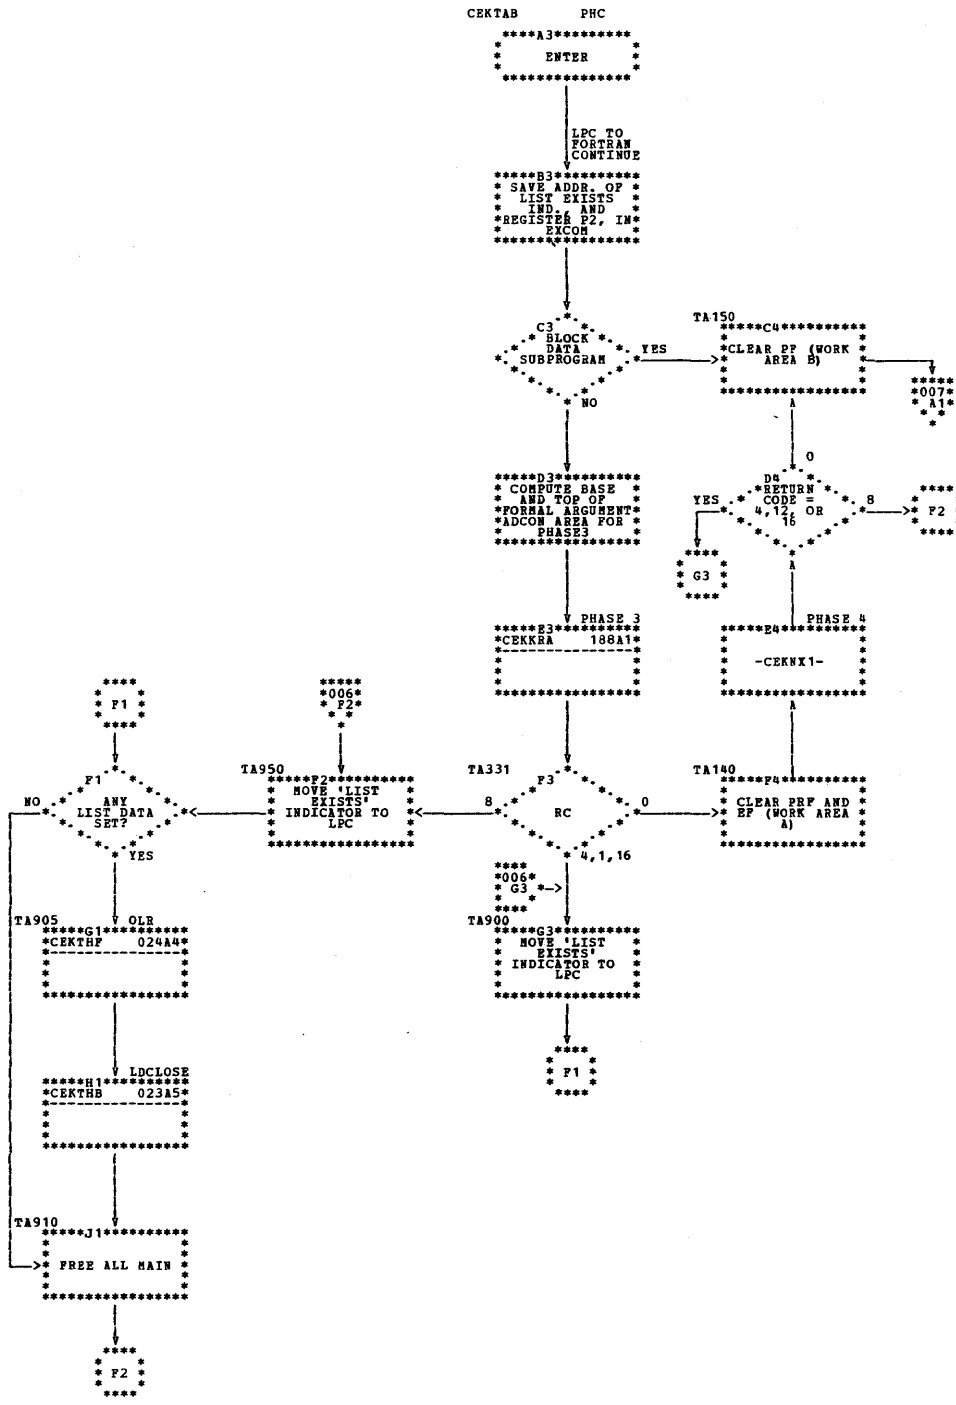 CEKTAB PHC
A3
ENTER
LPC TO
FORTRAN
CONTINUE
B3
SAVE ADDR. OF
LIST EXISTS
IND., AND
REGISTER P2, IN
EXCOM
C3
BLOCK
DATA
SUBPROGRAM
YES
NO
TA150
C4
CLEAR PF (WORK
AREA B)
007
A1
D3
COMPUTE BASE
AND TOP OF
FORMAL ARGUMENT
ADCON AREA FOR
PHASE3
0
D4
RETURN
CODE =
4,12, OR
16
YES
8
F2
G3
PHASE 3
E3
CEKKRA 188A1
PHASE 4
E4
-CEKNX1-
F1
006
F2
F1
ANY
LIST DATA
SET?
NO
YES
TA950
F2
MOVE 'LIST
EXISTS'
INDICATOR TO
LPC
TA331
F3
RC
8
0
4,1,16
TA140
F4
CLEAR PRF AND
EF (WORK AREA
A)
006
G3
TA905 OLR
G1
CEKTHF 024A4
TA900
G3
MOVE 'LIST
EXISTS'
INDICATOR TO
LPC
F1
LDCLOSE
H1
CEKTHB 023A5
TA910
J1
FREE ALL MAIN
F2